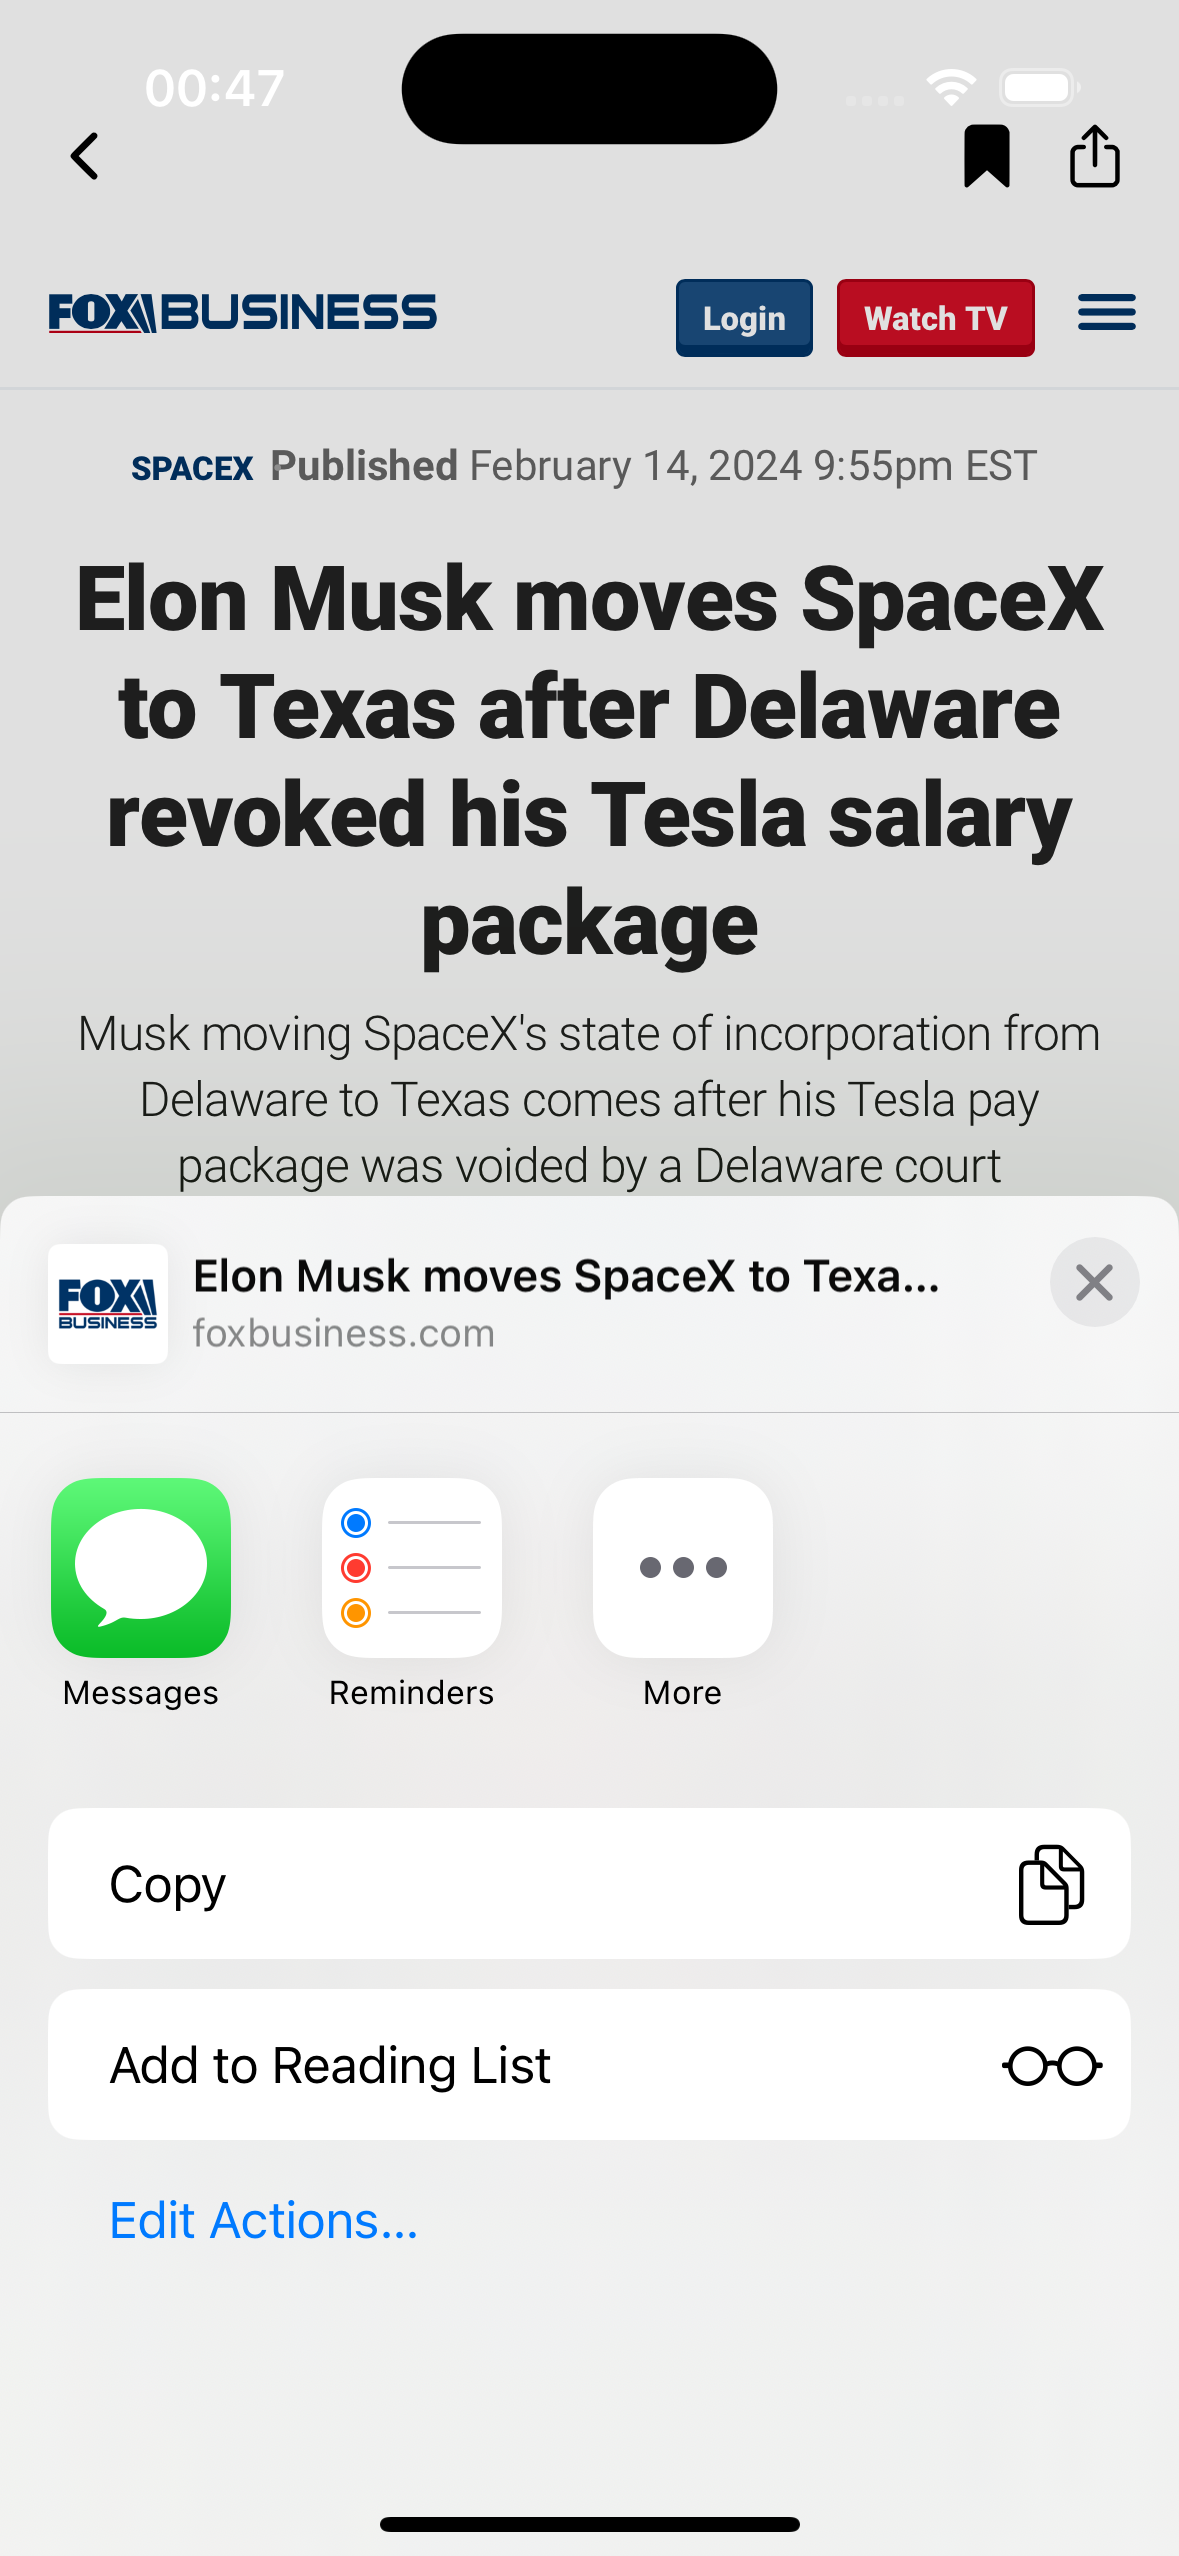 00:47
FOX BUSINESS
Login
Watch TV
SPACEX Published February 14, 2024 9:55pm EST
Elon Musk moves SpaceX
to Texas after Delaware
revoked his Tesla salary
package
Musk moving SpaceX's state of incorporation from
Delaware to Texas comes after his Tesla pay
package was voided by a Delaware court
FOX
BUSINESS
Elon Musk moves SpaceX to Texa...
foxbusiness.com
Messages
Reminders
More
Copy
Add to Reading List
Edit Actions...